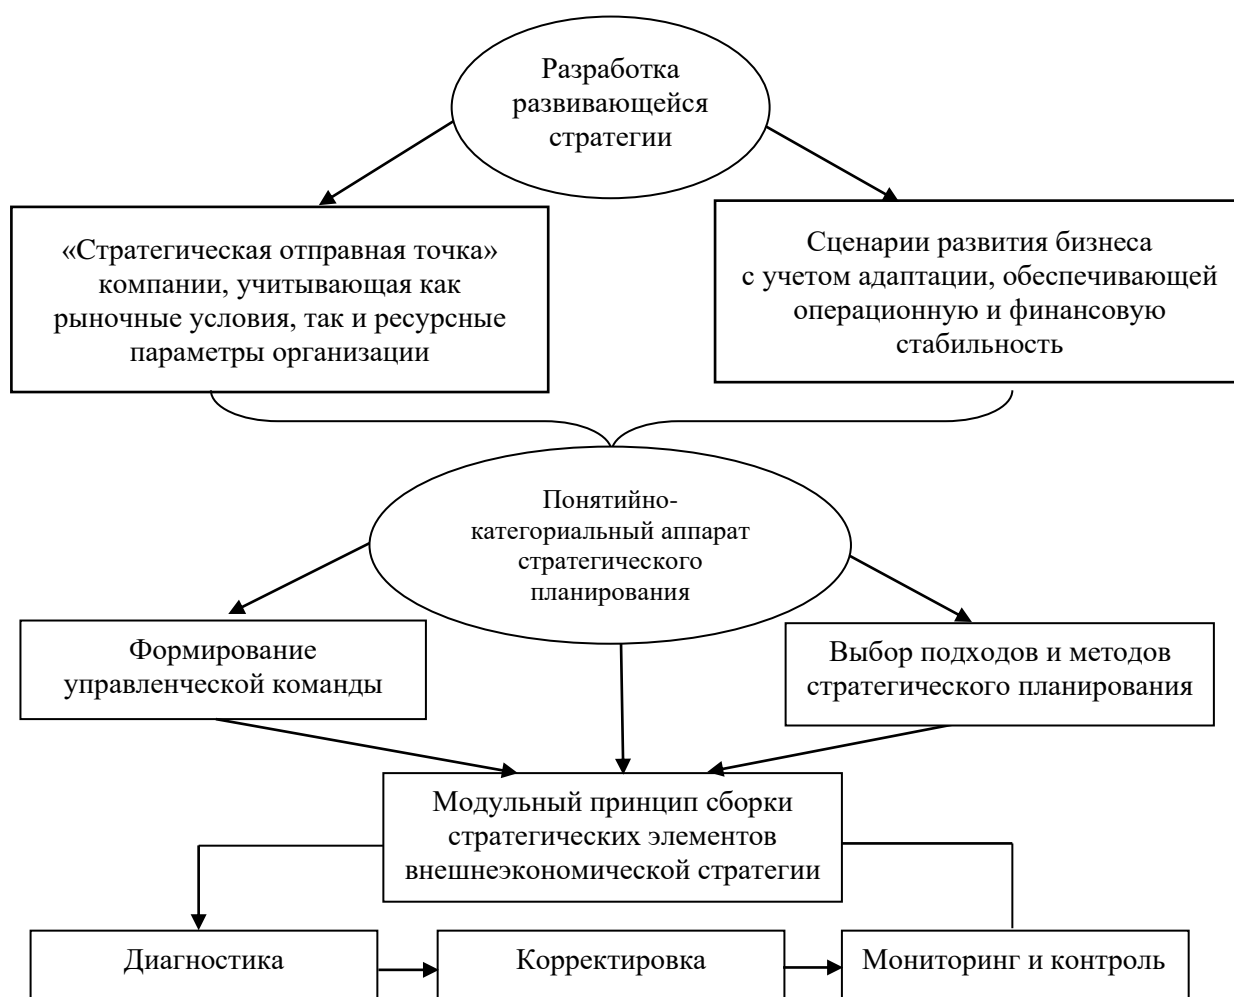 Разработка
развивающейся
стратегии
«Стратегическая отправная точка»
компании, учитывающая как
рыночные условия, так и ресурсные
параметры организации
Сценарии развития бизнеса
с учетом адаптации, обеспечивающей
операционную и финансовую
стабильность
Понятийно-
категориальный аппарат
стратегического
планирования
Формирование
управленческой команды
Выбор подходов и методов
стратегического планирования
Модульный принцип сборки
стратегических элементов
внешнеэкономической стратегии
Диагностика
Корректировка
Мониторинг и контроль